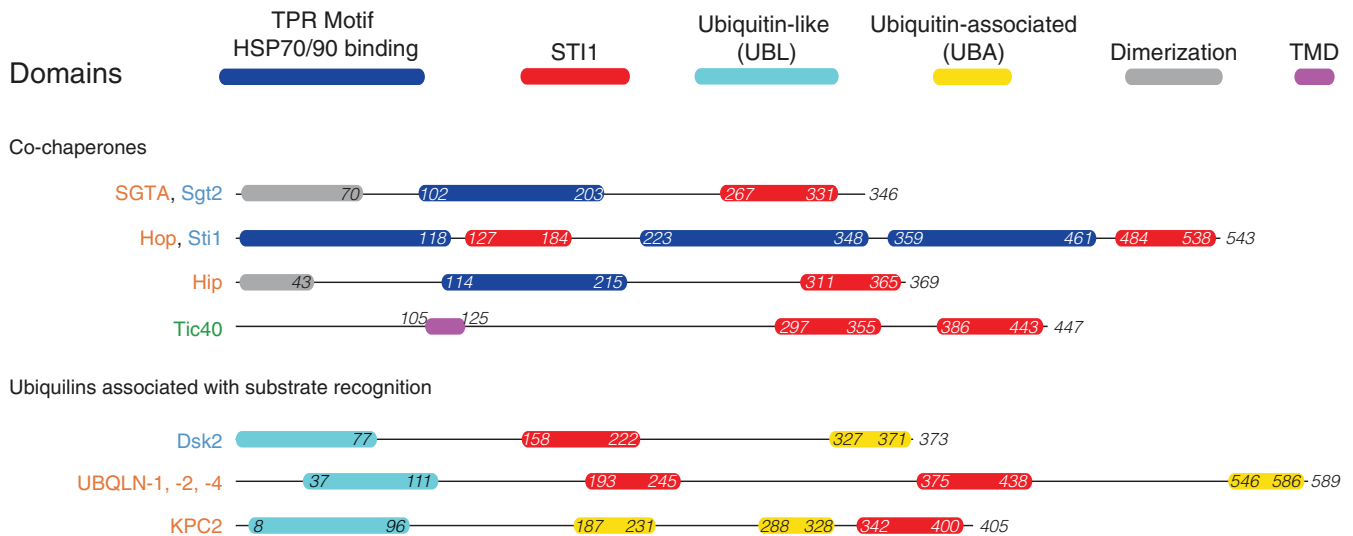 TPR Motif
HSP70/90 binding
STI1
Ubiquitin-like
(UBL)
Ubiquitin-associated
(UBA)
Dimerization
TMD
Domains
Co-chaperones
SGTA, Sgt2 70 102 203 267 331 346
Hop, Sti1 118 127 184 223 348 359 461 484 538 543
Hip 43 114 215 311 365 369
Tic40 105 125 297 355 386 443 447
Ubiquilins associated with substrate recognition
Dsk2 77 158 222 327 371 373
UBQLN-1, -2, -4 37 111 193 245 375 438 546 586 589
KPC2 8 96 187 231 288 328 342 400 405